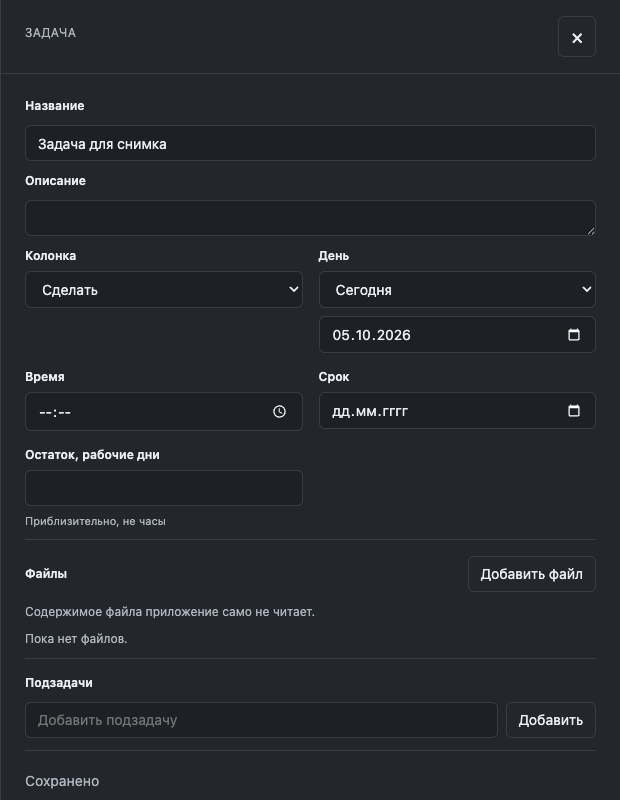 ЗАДАЧА
Название
Задача для снимка
Описание
Колонка
День
Сделать
Сегодня
05.10.2026
Время
Срок
--:--
дд.мм.гггг
Остаток, рабочие дни
Приблизительно, не часы
Файлы
Добавить файл
Содержимое файла приложение само не читает.
Пока нет файлов.
Подзадачи
Добавить подзадачу
Добавить
Сохранено